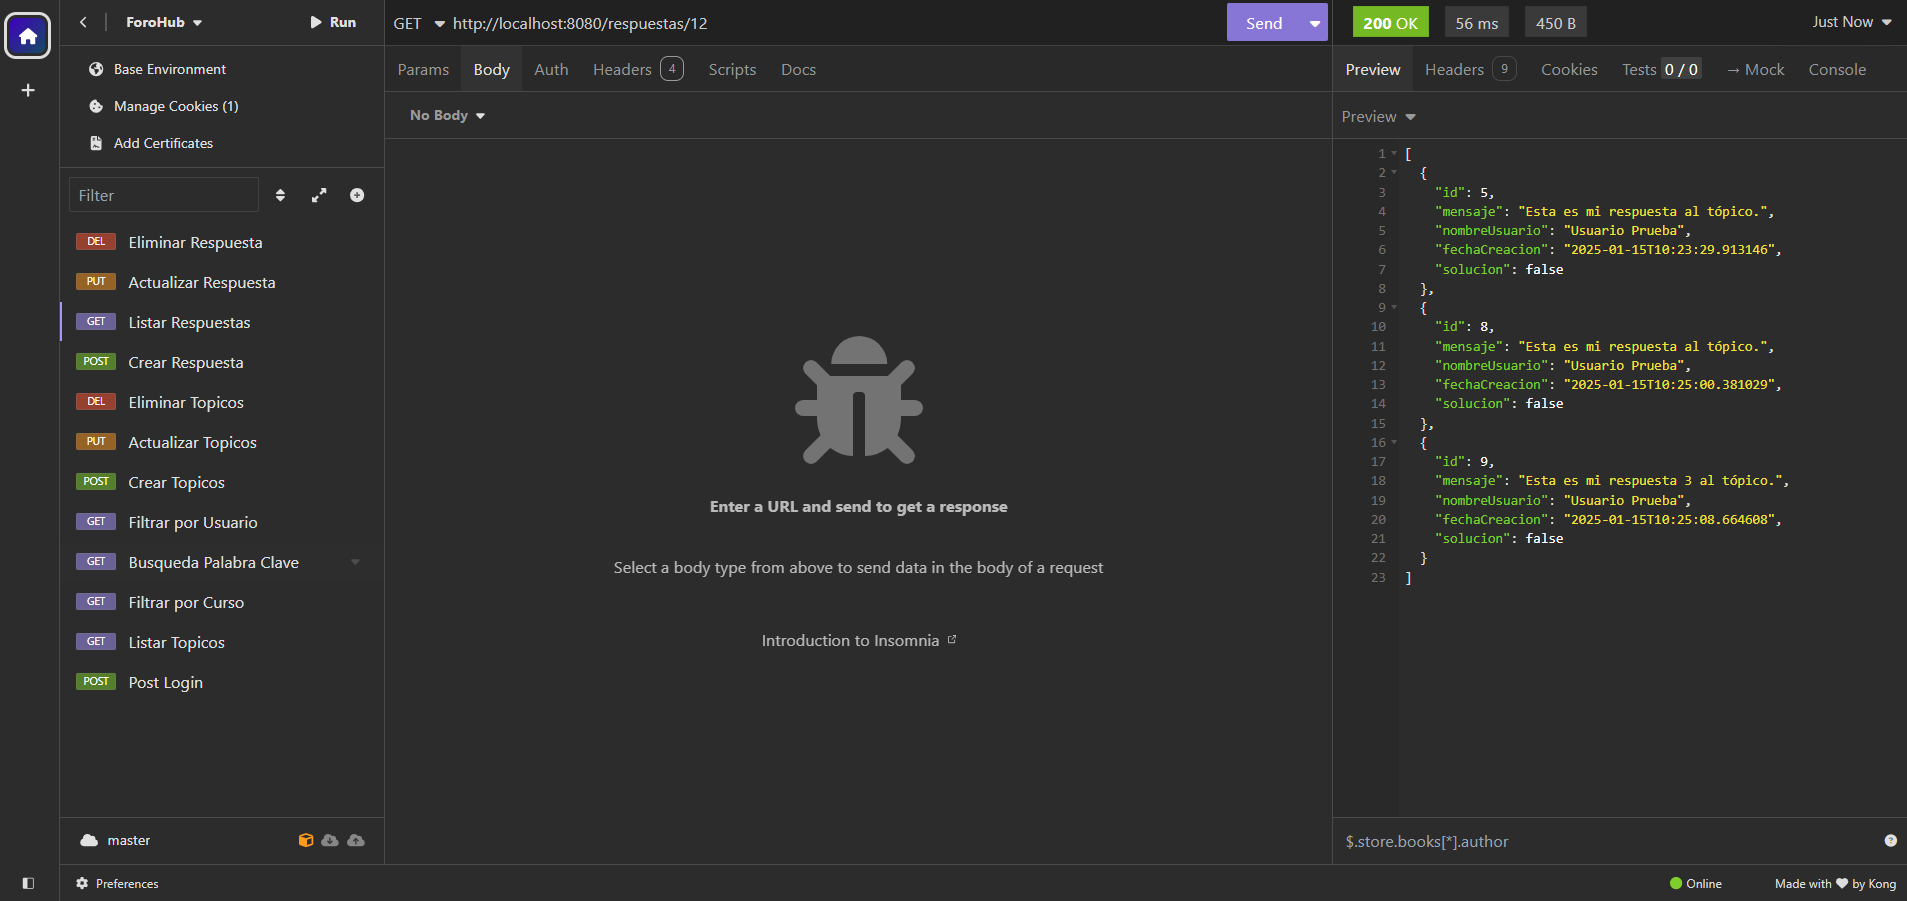 ForoHub
Run
Base Environment
Manage Cookies (1)
Add Certificates
Filter
DEL Eliminar Respuesta
PUT Actualizar Respuesta
GET Listar Respuestas
POST Crear Respuesta
DEL Eliminar Topicos
PUT Actualizar Topicos
POST Crear Topicos
GET Filtrar por Usuario
GET Busqueda Palabra Clave
GET Filtrar por Curso
GET Listar Topicos
POST Post Login
master
Preferences
GET http://localhost:8080/respuestas/12 Send
Params Body Auth Headers 4 Scripts Docs
No Body
Enter a URL and send to get a response
Select a body type from above to send data in the body of a request
Introduction to Insomnia
200 OK 56 ms 450 B Just Now
Preview Headers 9 Cookies Tests 0 / 0 → Mock Console
Preview
1 [
2 {
3 "id": 5,
4 "mensaje": "Esta es mi respuesta al tópico.",
5 "nombreUsuario": "Usuario Prueba",
6 "fechaCreacion": "2025-01-15T10:23:29.913146",
7 "solucion": false
8 },
9 {
10 "id": 8,
11 "mensaje": "Esta es mi respuesta al tópico.",
12 "nombreUsuario": "Usuario Prueba",
13 "fechaCreacion": "2025-01-15T10:25:00.381029",
14 "solucion": false
15 },
16 {
17 "id": 9,
18 "mensaje": "Esta es mi respuesta 3 al tópico.",
19 "nombreUsuario": "Usuario Prueba",
20 "fechaCreacion": "2025-01-15T10:25:08.664608",
21 "solucion": false
22 }
23 ]
$.store.books[*].author
?
Online
Made with ♥ by Kong